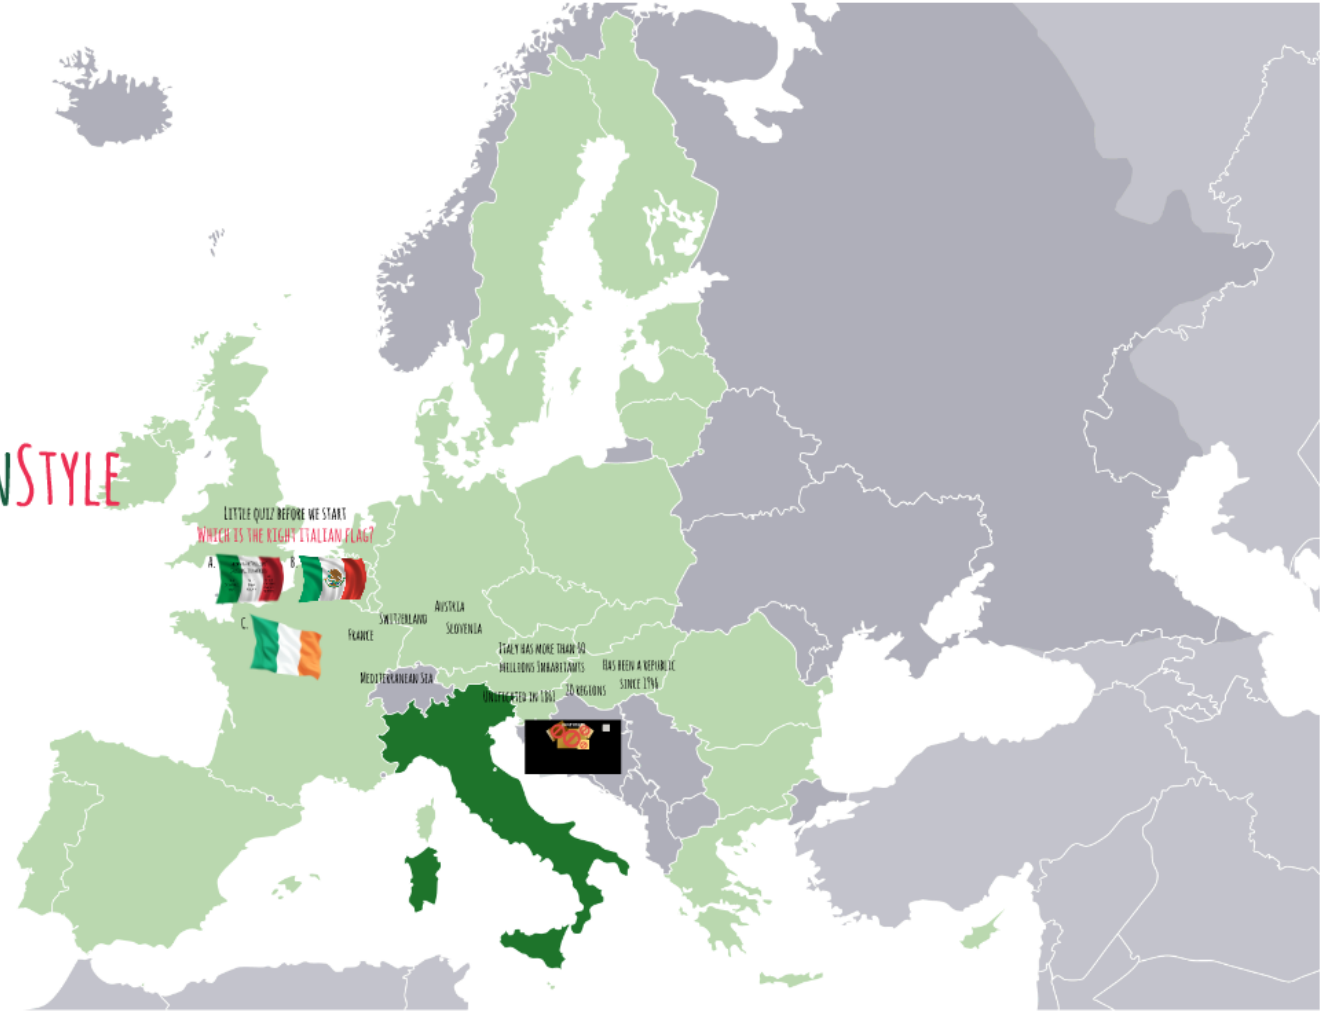 NSTYLE
LITTLE QUIZ BEFORE WE START
WHICH IS THE RIGHT ITALIAN FLAG?
A.
B.
C.
AUSTRIA
SWITZERLAND
SLOVENIA
FRANCE
MEDITERRANEAN SEA
ITALY HAS MORE THAN 50
MILLIONS INHABITANTS
HAS BEEN A REPUBLIC
SINCE 1946
UNIFICATED IN 1861
20 REGIONS